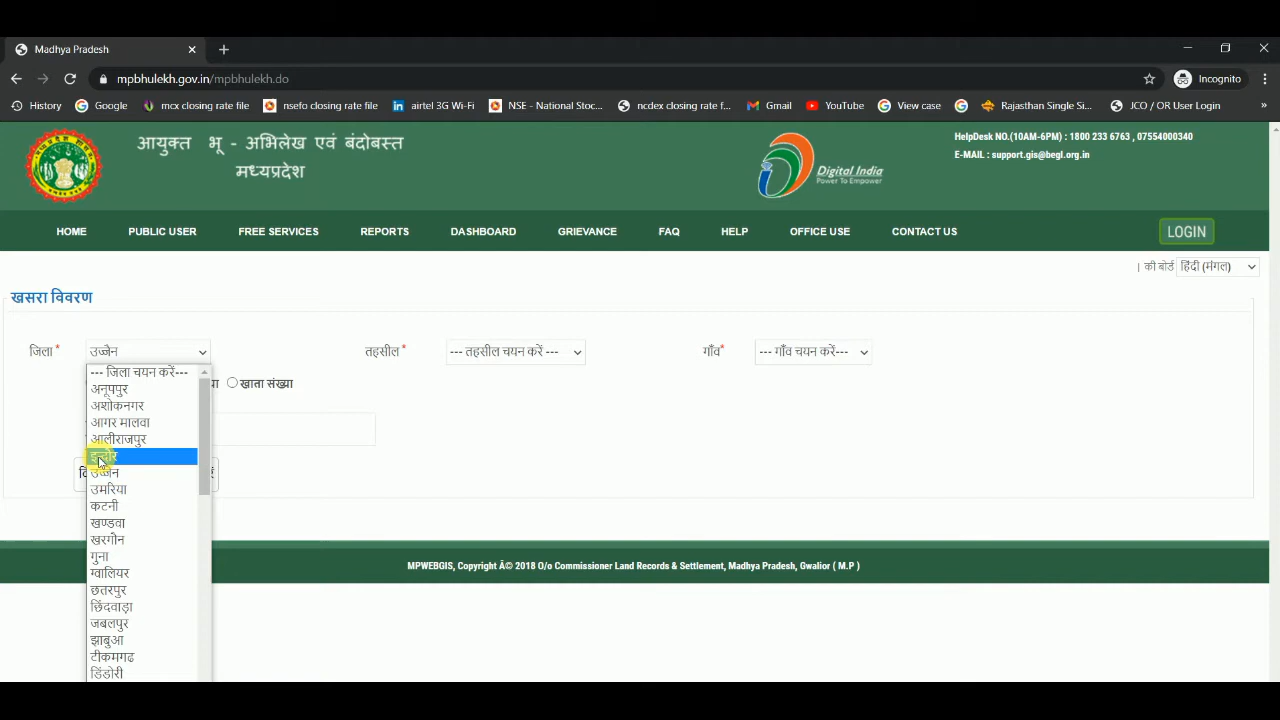 Madhya Pradesh
mpbhulekh.gov.in/mpbhulekh.do
Incognito
History Google mcx closing rate file nsefo closing rate file airtel 3G Wi-Fi NSE - National Stoc... ncdex closing rate f... Gmail YouTube View case Rajasthan Single Si... JCO / OR User Login
आयुक्त भू - अभिलेख एवं बंदोबस्त
मध्यप्रदेश
Digital India
Power To Empower
HelpDesk NO.(10AM-6PM) : 1800 233 6763 , 07554000340
E-MAIL : support.gis@begl.org.in
HOME PUBLIC USER FREE SERVICES REPORTS DASHBOARD GRIEVANCE FAQ HELP OFFICE USE CONTACT US LOGIN
| की बोर्ड हिंदी (मंगल)
खसरा विवरण
जिला * उज्जैन तहसील * --- तहसील चयन करें --- गाँव* --- गाँव चयन करें---
--- जिला चयन करें---
खाता संख्या
अनूपपुर
अशोकनगर
आगर मालवा
आलीराजपुर
इन्दौर
उज्जैन
उमरिया
कटनी
खण्डवा
खरगौन
गुना
ग्वालियर
छतरपुर
छिंदवाड़ा
जबलपुर
झाबुआ
टीकमगढ
डिंडोरी
MPWEBGIS, Copyright Â© 2018 O/o Commissioner Land Records & Settlement, Madhya Pradesh, Gwalior ( M.P )